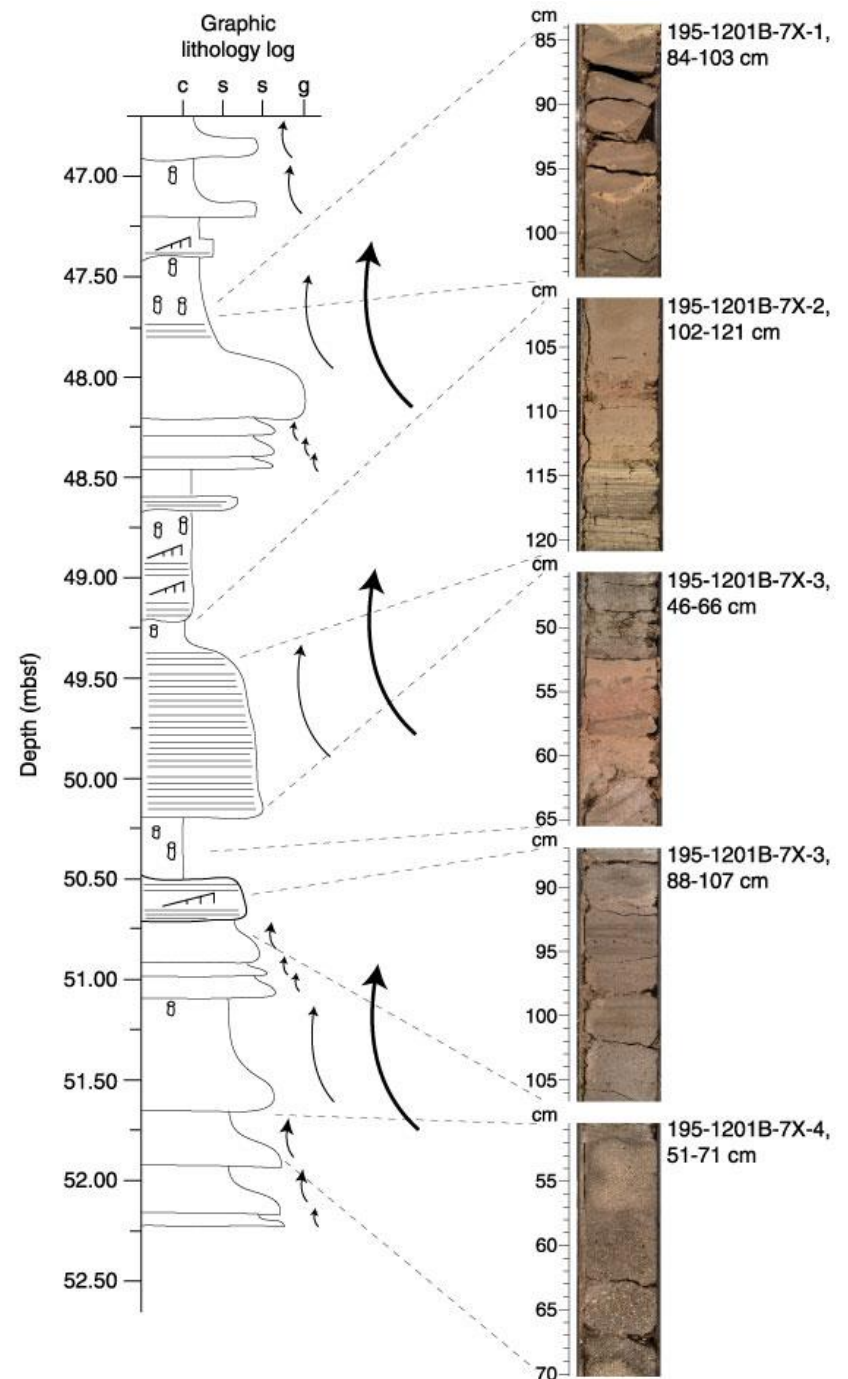 Graphic
lithology log
c s s g
Depth (mbsf)
47.00
47.50
48.00
48.50
49.00
49.50
50.00
50.50
51.00
51.50
52.00
52.50
cm
85
90
95
100
195-1201B-7X-1,
84-103 cm
cm
105
110
115
120
195-1201B-7X-2,
102-121 cm
cm
50
55
60
65
195-1201B-7X-3,
46-66 cm
cm
90
95
100
105
195-1201B-7X-3,
88-107 cm
cm
55
60
65
70
195-1201B-7X-4,
51-71 cm